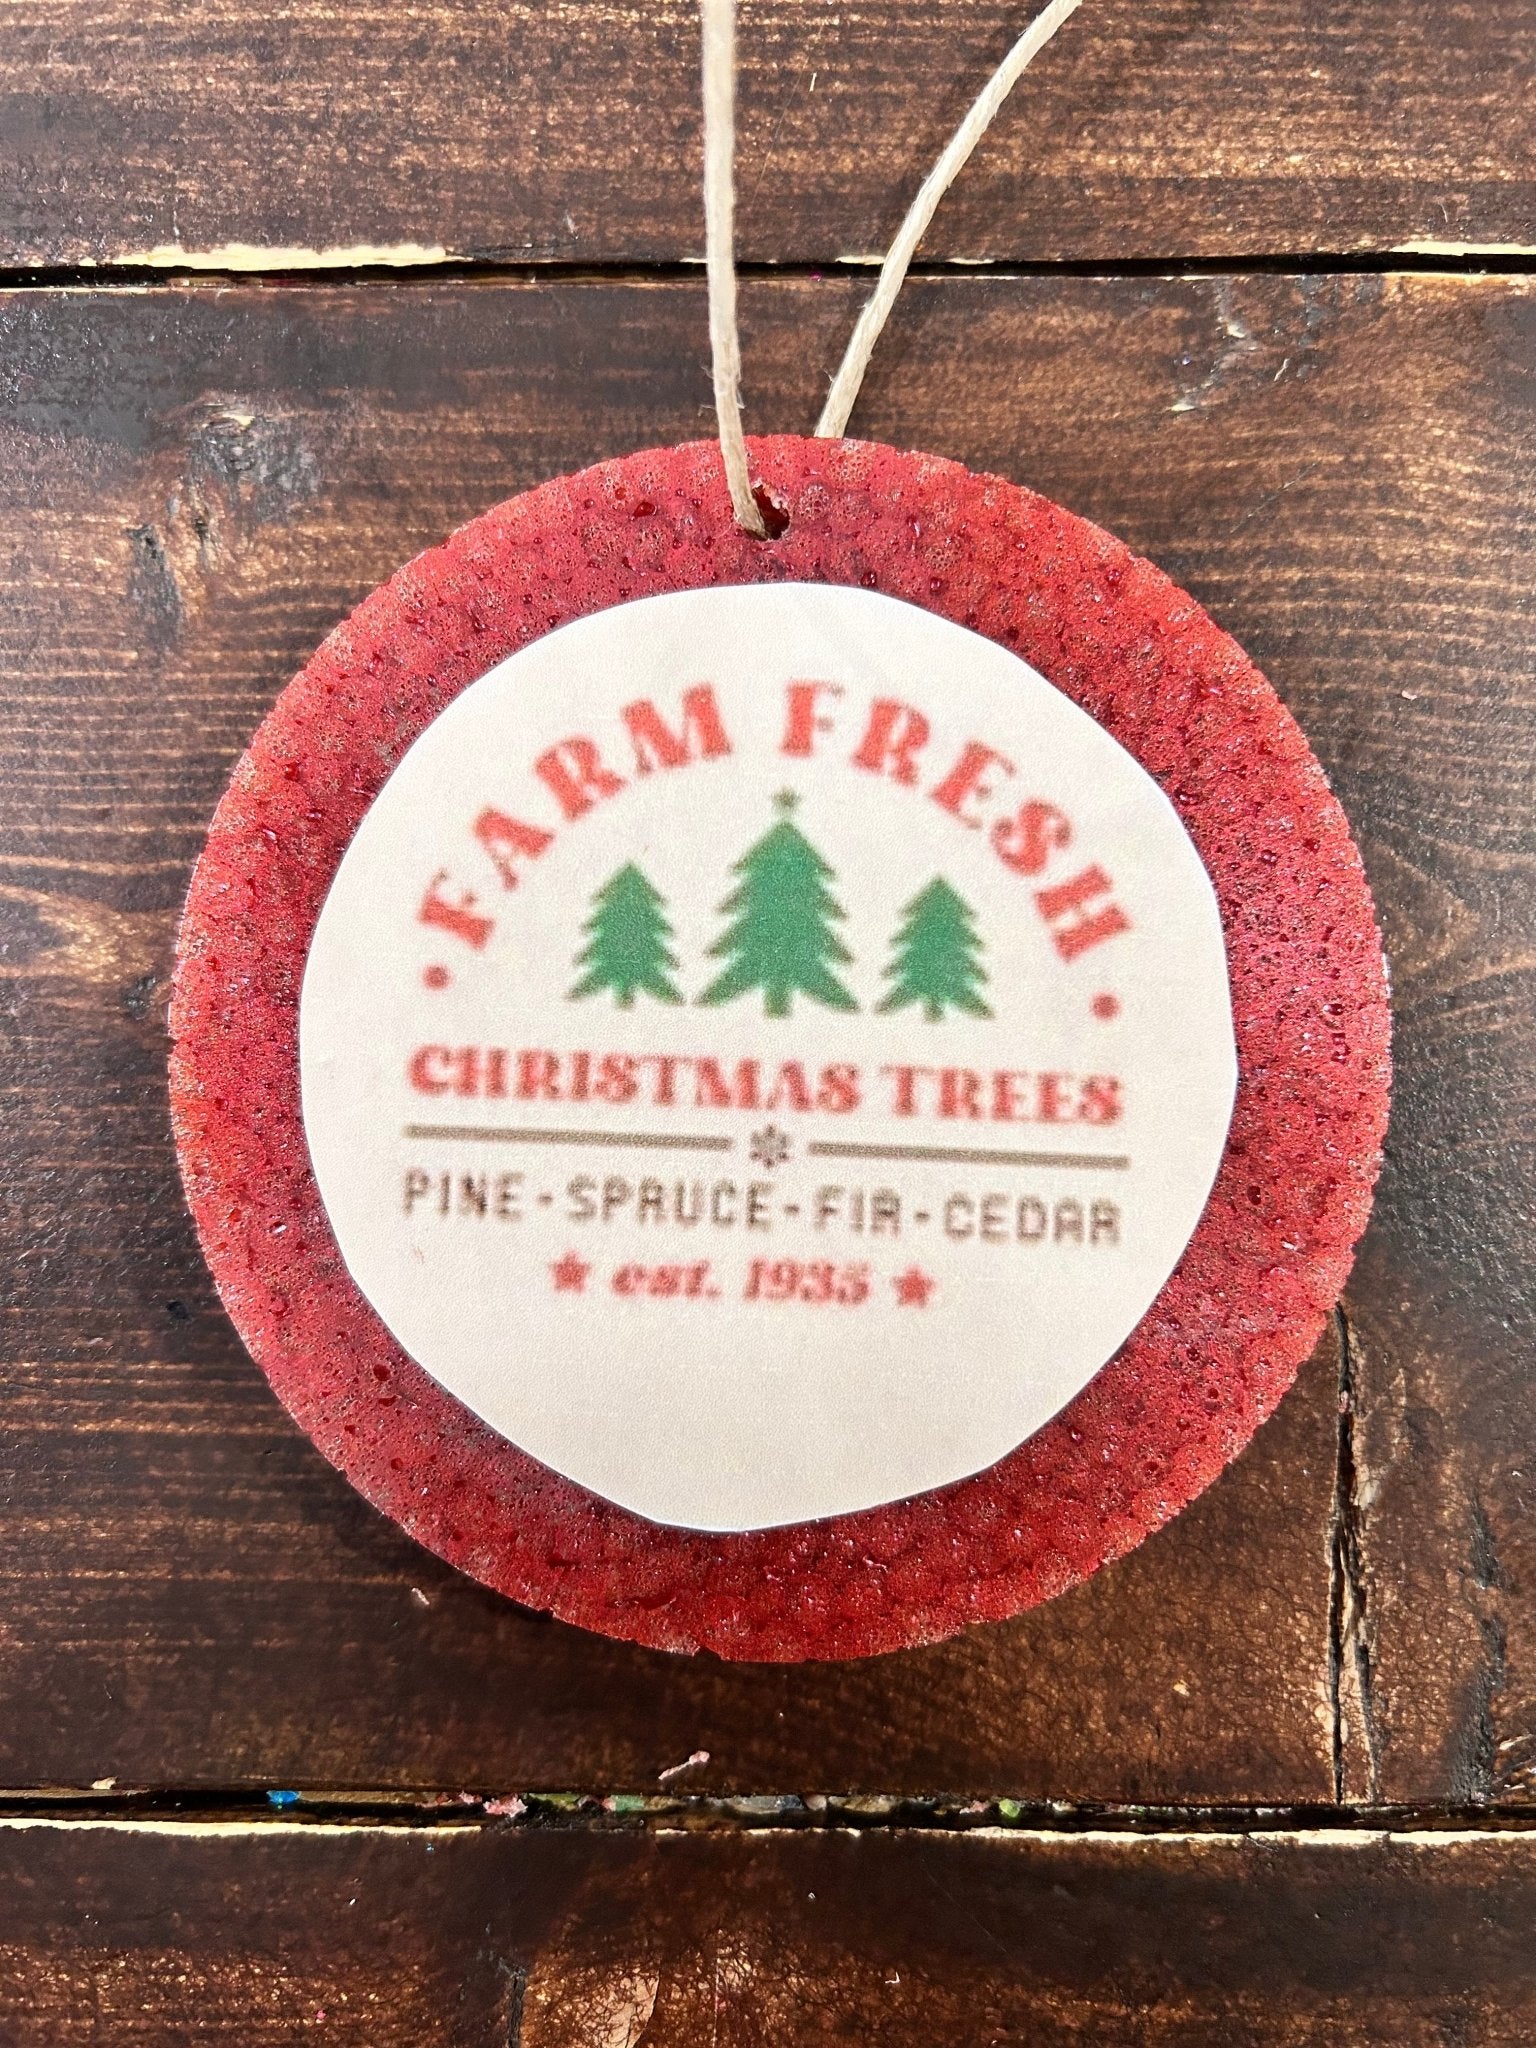 • FARM FRESH •
CHRISTMAS TREES
PINE-SPRUCE-FIR-CEDAR
★ est. 1935 ★